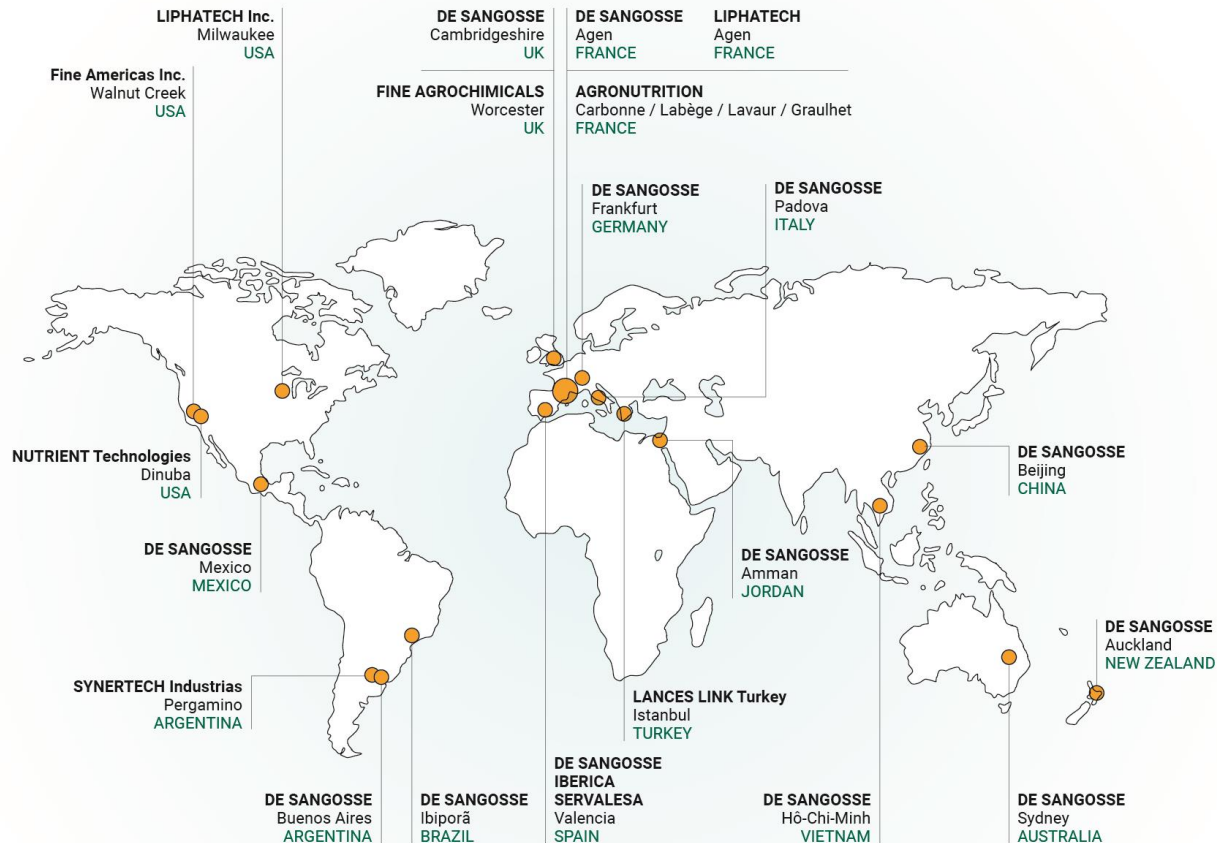 LIPHATECH Inc.
Milwaukee
USA
DE SANGOSSE
Cambridgeshire
UK
DE SANGOSSE
Agen
FRANCE
LIPHATECH
Agen
FRANCE
Fine Americas Inc.
Walnut Creek
USA
FINE AGROCHIMICALS
Worcester
UK
AGRONUTRITION
Carbonne / Labège / Lavaur / Graulhet
FRANCE
DE SANGOSSE
Frankfurt
GERMANY
DE SANGOSSE
Padova
ITALY
NUTRIENT Technologies
Dinuba
USA
DE SANGOSSE
Beijing
CHINA
DE SANGOSSE
Mexico
MEXICO
DE SANGOSSE
Amman
JORDAN
DE SANGOSSE
Auckland
NEW ZEALAND
SYNERTECH Industrias
Pergamino
ARGENTINA
LANCES LINK Turkey
Istanbul
TURKEY
DE SANGOSSE
Buenos Aires
ARGENTINA
DE SANGOSSE
Ibiporã
BRAZIL
DE SANGOSSE
IBERICA
SERVALESA
Valencia
SPAIN
DE SANGOSSE
Hô-Chi-Minh
VIETNAM
DE SANGOSSE
Sydney
AUSTRALIA